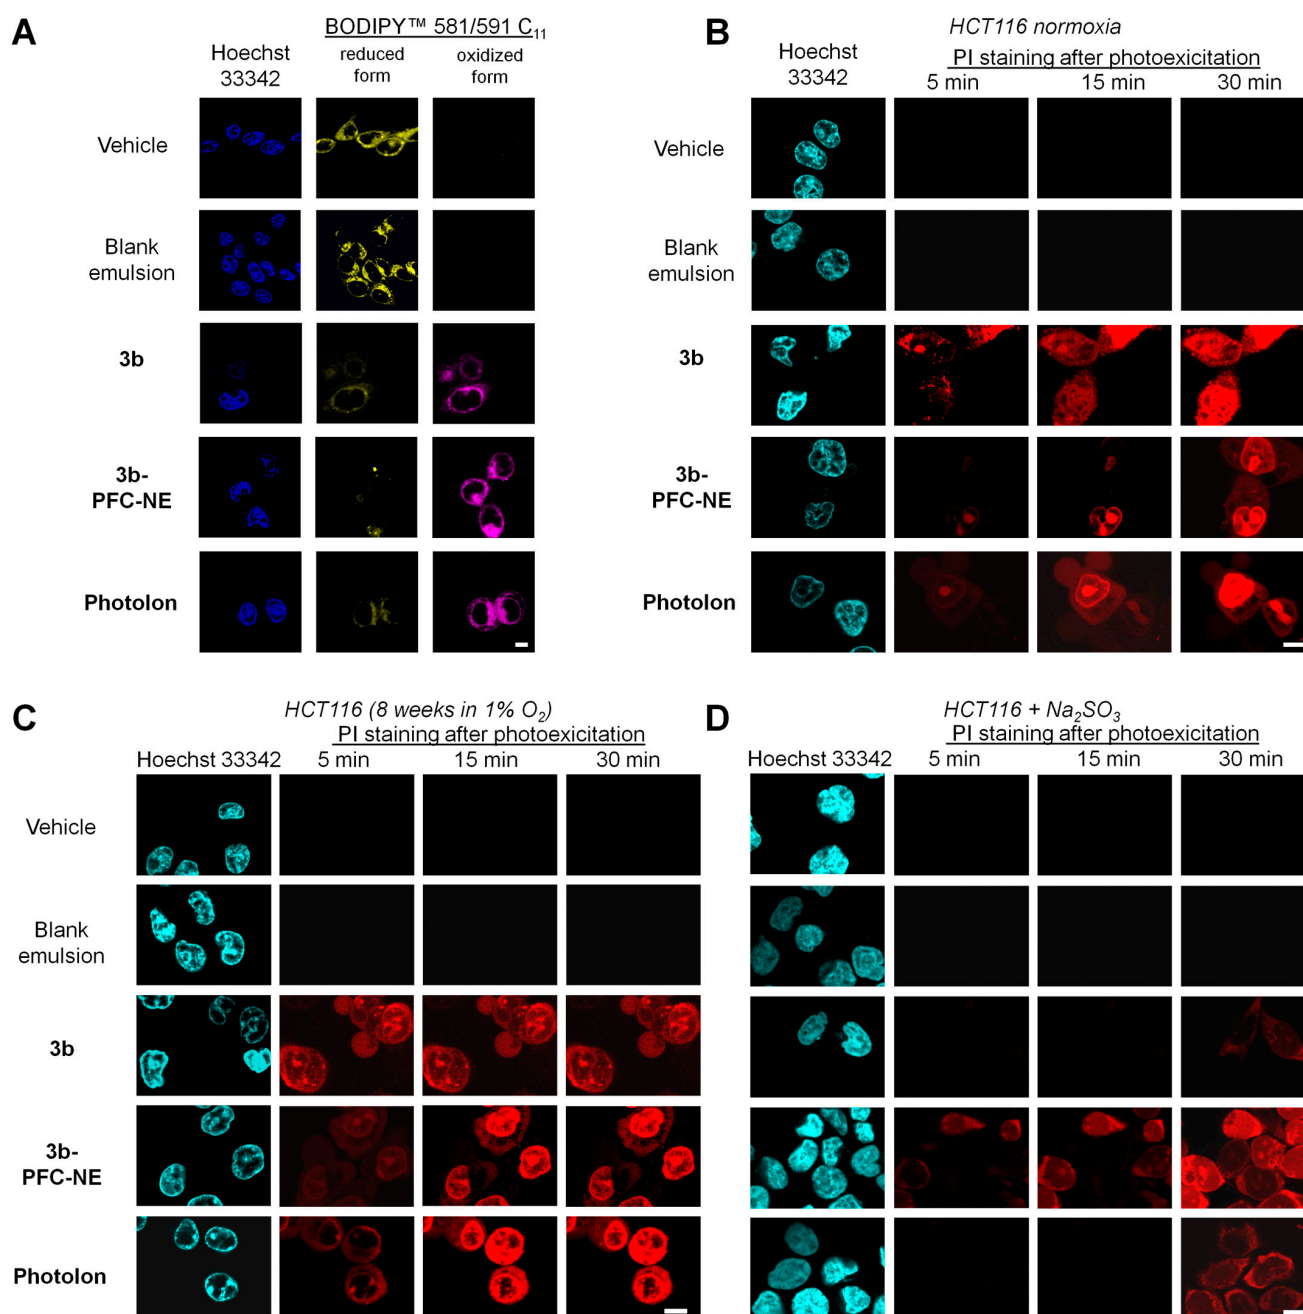 A
BODIPY™ 581/591 C11
Hoechst 33342
reduced form
oxidized form
Vehicle
Blank emulsion
3b
3b-PFC-NE
Photolon
B
HCT116 normoxia
Hoechst 33342
PI staining after photoexicitation
5 min
15 min
30 min
Vehicle
Blank emulsion
3b
3b-PFC-NE
Photolon
C
HCT116 (8 weeks in 1% O2)
PI staining after photoexicitation
Hoechst 33342
5 min
15 min
30 min
Vehicle
Blank emulsion
3b
3b-PFC-NE
Photolon
D
HCT116 + Na2SO3
PI staining after photoexicitation
Hoechst 33342
5 min
15 min
30 min